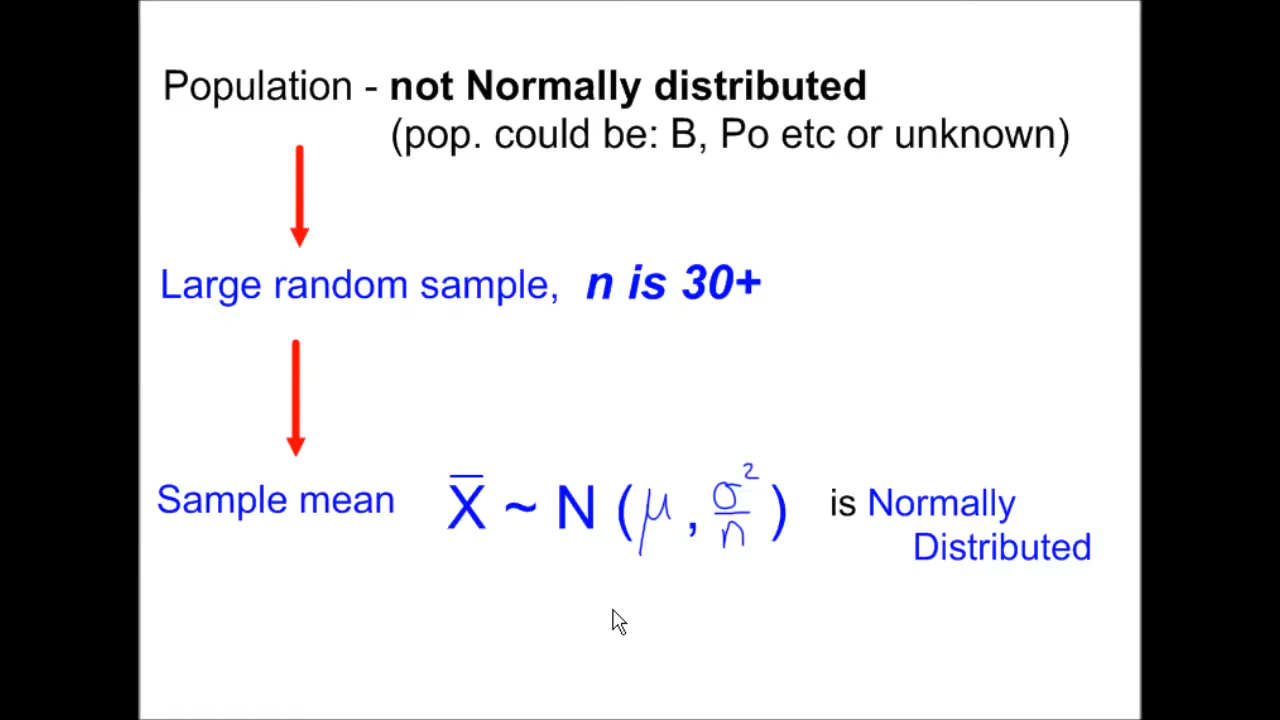 Population - not Normally distributed
(pop. could be: B, Po etc or unknown)
Large random sample, n is 30+
Sample mean X̅ ~ N (μ, σ²/n) is Normally
Distributed